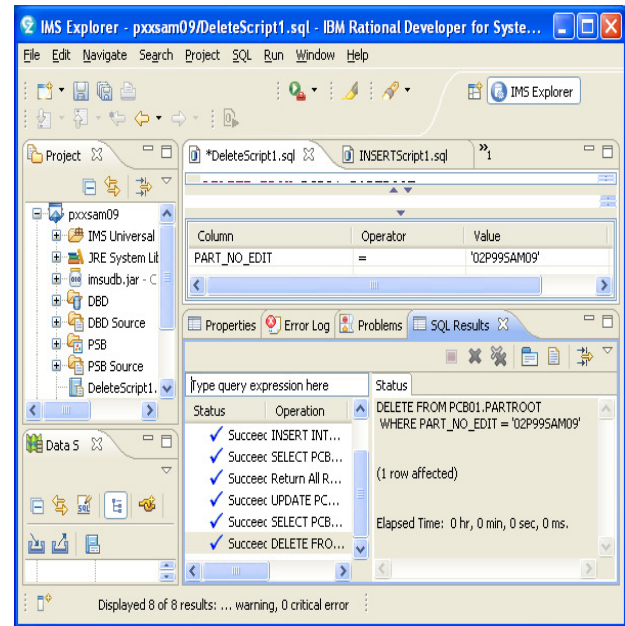 IMS Explorer - pxxsam09/DeleteScript1.sql - IBM Rational Developer for Syste...
File Edit Navigate Search Project SQL Run Window Help
IMS Explorer
Project
*DeleteScript1.sql
INSERTScript1.sql
»1
pxxsam09
IMS Universal
JRE System Lit
imsudb.jar - C
DBD
DBD Source
PSB
PSB Source
DeleteScript1.
Column Operator Value
PART_NO_EDIT = '02P99SAM09'
Properties Error Log Problems SQL Results
Type query expression here
Status
Status Operation
Succeec INSERT INT...
Succeec SELECT PCB...
Succeec Return All R...
Succeec UPDATE PC...
Succeec SELECT PCB...
Succeec DELETE FRO...
DELETE FROM PCB01.PARTROOT
WHERE PART_NO_EDIT = '02P99SAM09'
(1 row affected)
Elapsed Time: 0 hr, 0 min, 0 sec, 0 ms.
Data S
SQL
Displayed 8 of 8 results: ... warning, 0 critical error